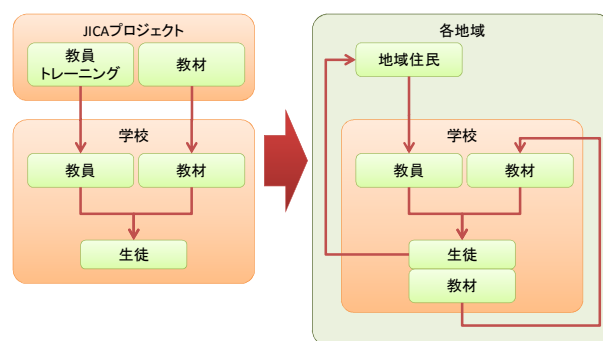 JICAプロジェクト
教員
トレーニング
教材
学校
教員
教材
生徒
各地域
地域住民
学校
教員
教材
生徒
教材